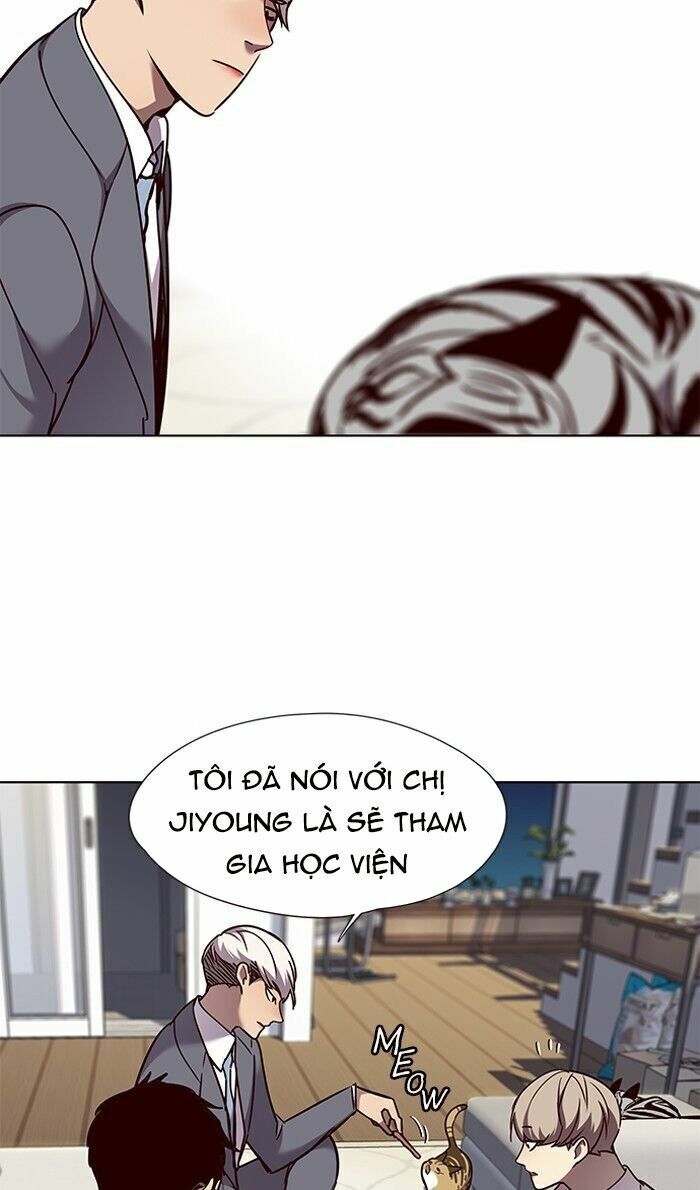 TÔI ĐÃ NÓI VỚI CHỊ
JIYOUNG LÀ SẼ THAM
GIA HỌC VIỆN
MEOW